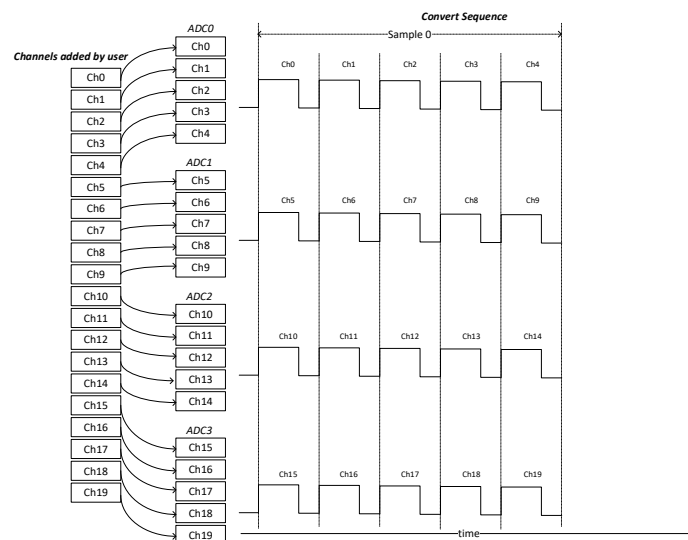 Convert Sequence
Sample 0
Channels added by user
Ch0
Ch1
Ch2
Ch3
Ch4
Ch5
Ch6
Ch7
Ch8
Ch9
Ch10
Ch11
Ch12
Ch13
Ch14
Ch15
Ch16
Ch17
Ch18
Ch19
ADC0
Ch0
Ch1
Ch2
Ch3
Ch4
ADC1
Ch5
Ch6
Ch7
Ch8
Ch9
ADC2
Ch10
Ch11
Ch12
Ch13
Ch14
ADC3
Ch15
Ch16
Ch17
Ch18
Ch19
Ch0 Ch1 Ch2 Ch3 Ch4
Ch5 Ch6 Ch7 Ch8 Ch9
Ch10 Ch11 Ch12 Ch13 Ch14
Ch15 Ch16 Ch17 Ch18 Ch19
time